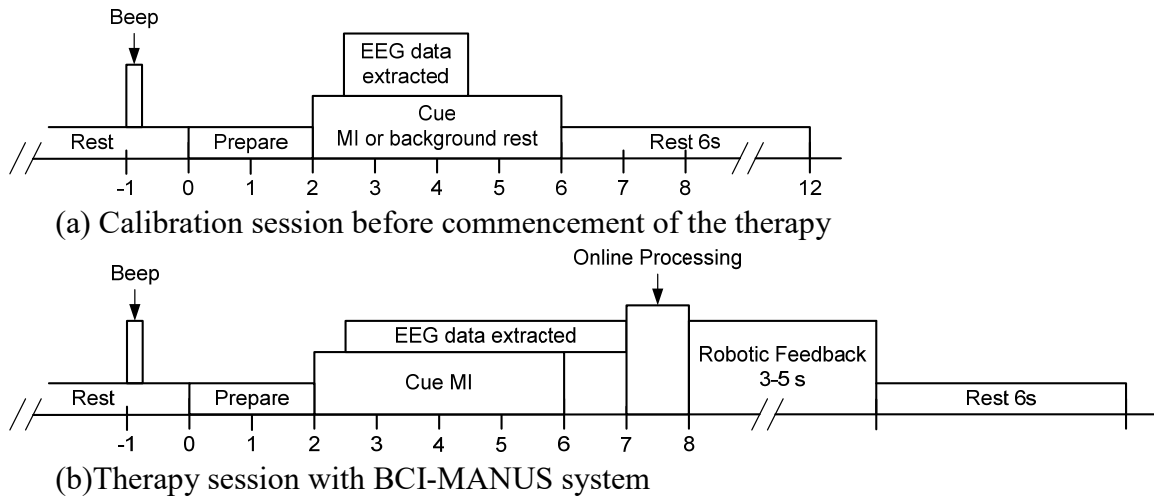 Beep
EEG data
extracted
Cue
MI or background rest
Rest
Prepare
Rest 6s
-1 0 1 2 3 4 5 6 7 8 12
(a) Calibration session before commencement of the therapy
Online Processing
Beep
EEG data extracted
Robotic Feedback
3-5 s
Cue MI
Rest
Prepare
Rest 6s
-1 0 1 2 3 4 5 6 7 8
(b)Therapy session with BCI-MANUS system